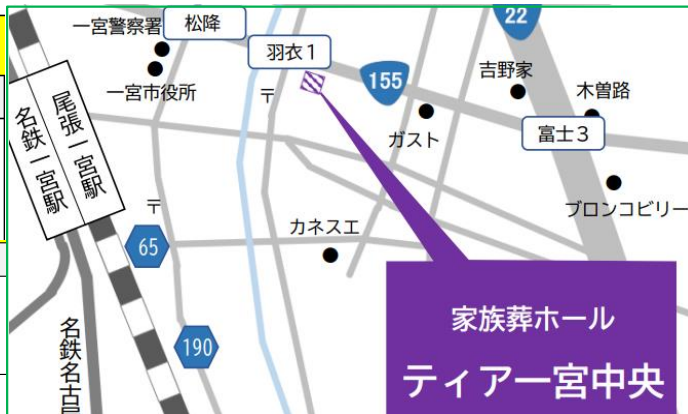 一宮警察署
松降
22
羽衣1
一宮市役所
〒
155
吉野家
木曽路
ガスト
富士3
尾張一宮駅
名鉄一宮駅
〒
ブロンコビリー
カネスエ
65
190
家族葬ホール
ティア一宮中央
名鉄名古屋